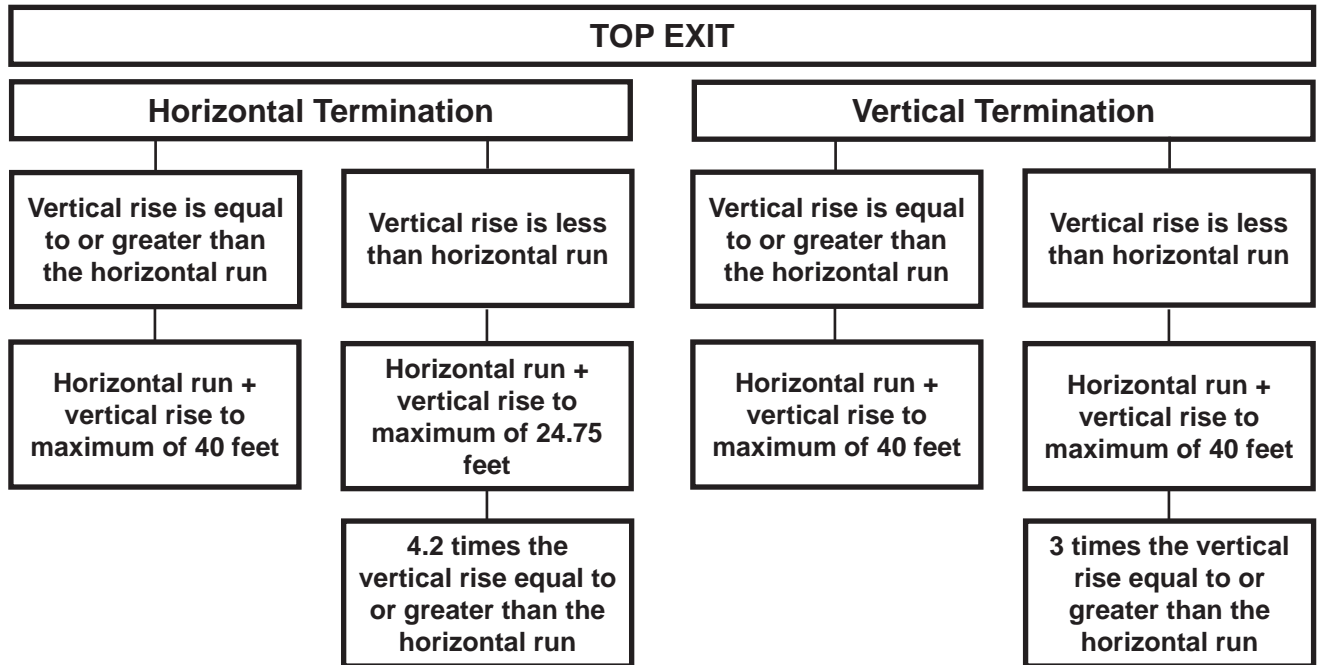 TOP EXIT
Horizontal Termination
Vertical rise is equal
to or greater than
the horizontal run
Horizontal run +
vertical rise to
maximum of 40 feet
Vertical rise is less
than horizontal run
Horizontal run +
vertical rise to
maximum of 24.75
feet
4.2 times the
vertical rise equal to
or greater than the
horizontal run
Vertical Termination
Vertical rise is equal
to or greater than
the horizontal run
Horizontal run +
vertical rise to
maximum of 40 feet
Vertical rise is less
than horizontal run
Horizontal run +
vertical rise to
maximum of 40 feet
3 times the vertical
rise equal to or
greater than the
horizontal run